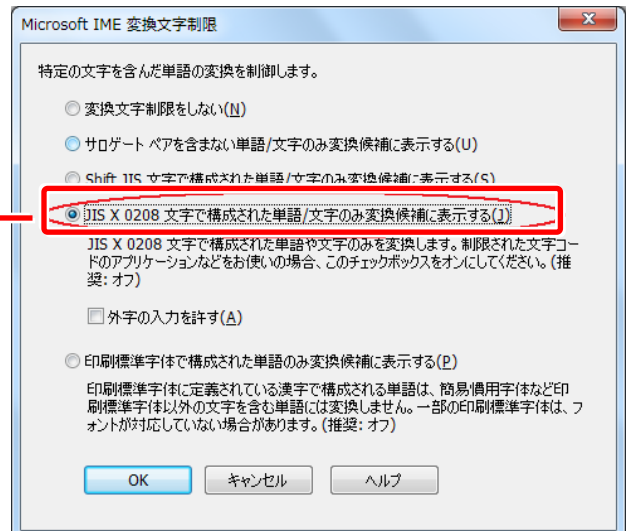 Microsoft IME 変換文字制限
特定の文字を含んだ単語の変換を制御します。
変換文字制限をしない(N)
サロゲート ペアを含まない単語/文字のみ変換候補に表示する(U)
Shift JIS 文字で構成された単語/文字のみ変換候補に表示する(S)
JIS X 0208 文字で構成された単語/文字のみ変換候補に表示する(J)
JIS X 0208 文字で構成された単語や文字のみを変換します。制限された文字コー
ドのアプリケーションなどをお使いの場合、このチェックボックスをオンにしてください。(推
奨: オフ)
外字の入力を許す(A)
印刷標準字体で構成された単語のみ変換候補に表示する(P)
印刷標準字体に定義されている漢字で構成される単語は、簡易慣用字体など印
刷標準字体以外の文字を含む単語には変換しません。一部の印刷標準字体は、フ
ォントが対応していない場合があります。(推奨: オフ)
OK キャンセル ヘルプ